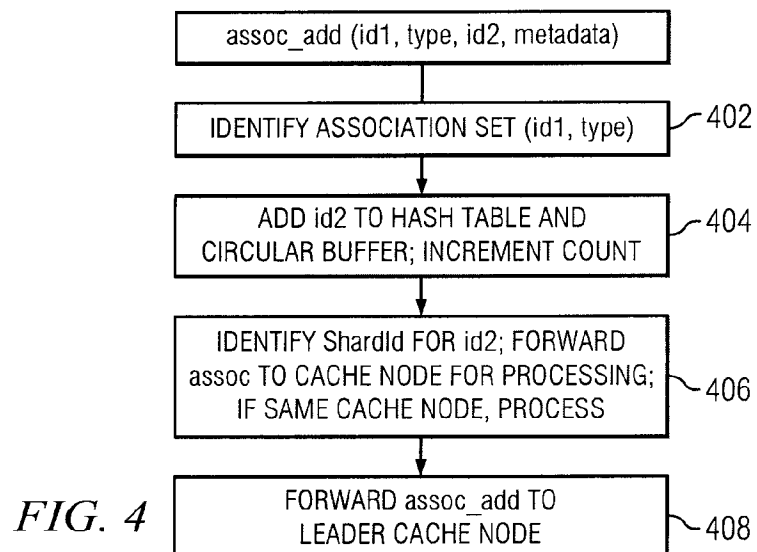 assoc_add (id1, type, id2, metadata)
IDENTIFY ASSOCIATION SET (id1, type)
402
ADD id2 TO HASH TABLE AND
CIRCULAR BUFFER; INCREMENT COUNT
404
IDENTIFY ShardId FOR id2; FORWARD
assoc TO CACHE NODE FOR PROCESSING;
IF SAME CACHE NODE, PROCESS
406
FORWARD assoc_add TO
LEADER CACHE NODE
408
FIG. 4